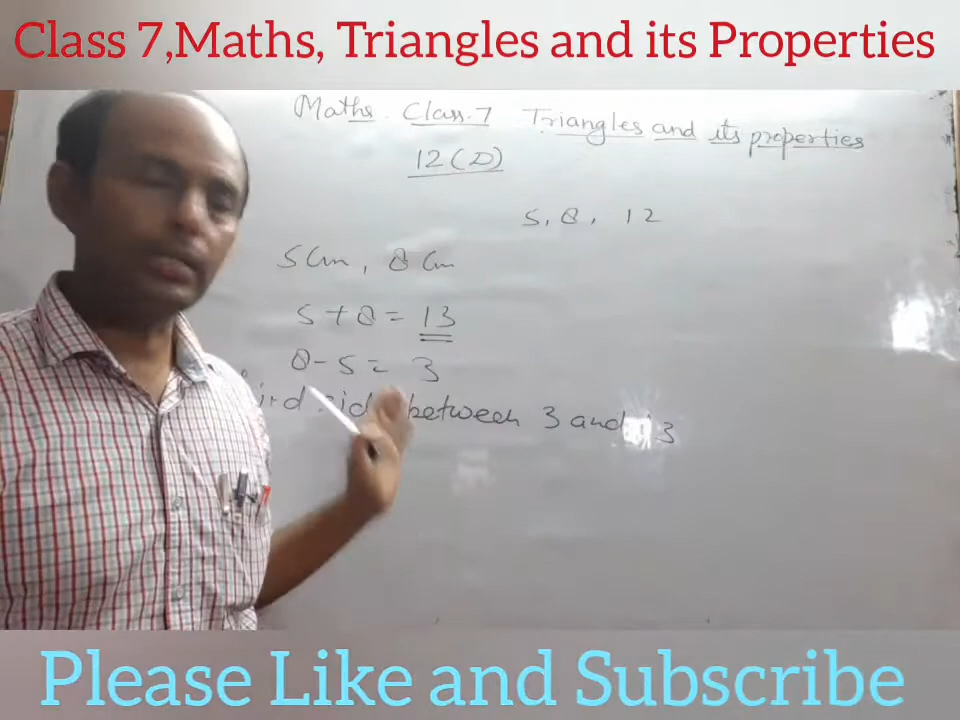 Class 7,Maths, Triangles and its Properties
Maths. Class.7 Triangles and its properties
12(D)
5, 8, 12
5 Cm, 8 Cm
5 + 8 = 13
8 - 5 = 3
between 3 and 13
Please Like and Subscribe